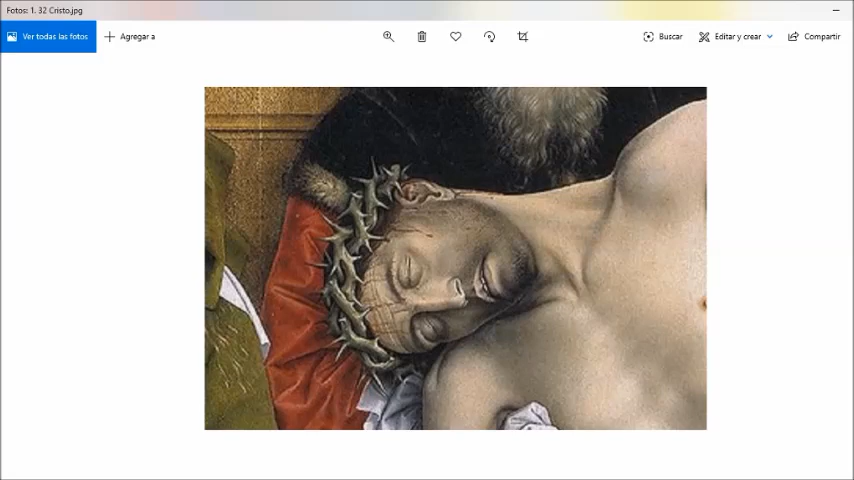 Fotos: 1. 32 Cristo.jpg
Ver todas las fotos
Agregar a
Buscar
Editar y crear
Compartir